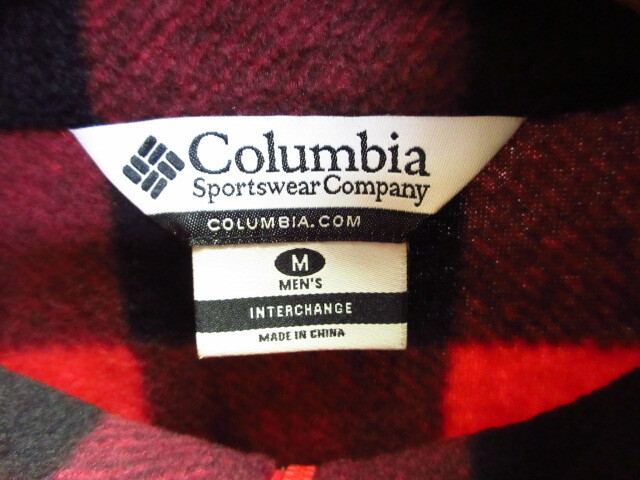 Columbia
Sportswear Company
COLUMBIA.COM
M
MEN'S
INTERCHANGE
MADE IN CHINA